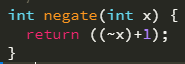 int negate(int x) {
  return ((~x)+1);
}